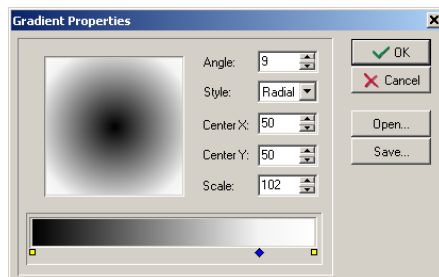 Gradient Properties
Angle: 9
Style: Radial
Center X: 50
Center Y: 50
Scale: 102
OK
Cancel
Open...
Save...